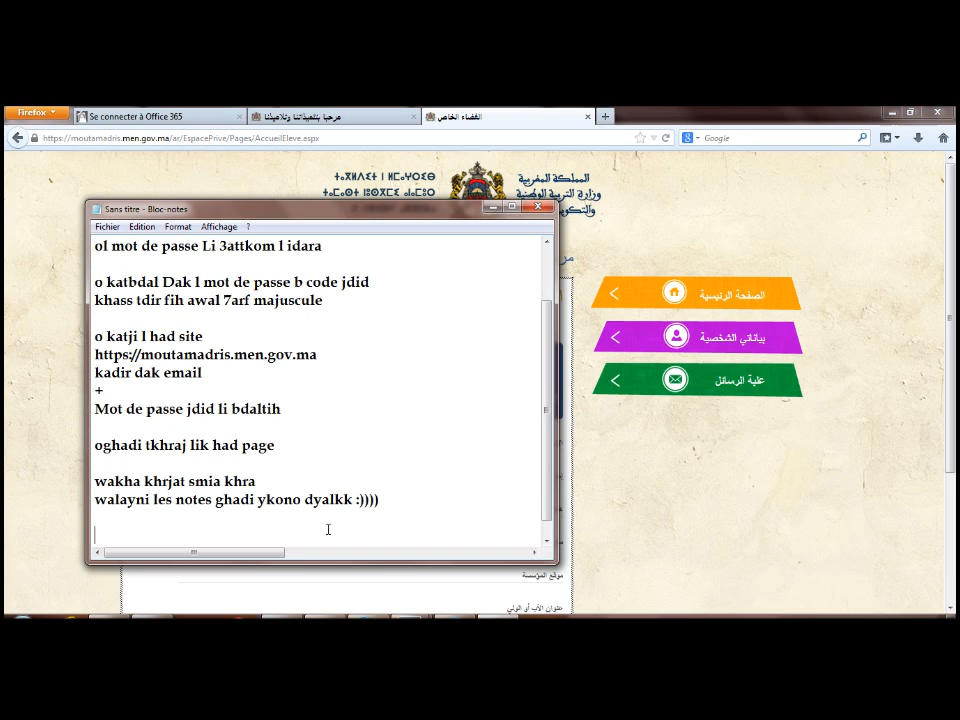 Firefox
Se connecter à Office 365
مرحبا بتلميذاتنا وتلاميذنا
الفضاء الخاص
https://moutamadris.men.gov.ma/ar/EspacePrive/Pages/AccueilEleve.aspx
Google
المملكة المغربية
وزارة التربية الوطنية
Sans titre - Bloc-notes
Fichier Edition Format Affichage ?
ol mot de passe Li 3attkom l idara
o katbdal Dak l mot de passe b code jdid
khass tdir fih awal 7arf majuscule
o katji l had site
https://moutamadris.men.gov.ma
kadir dak email
+
Mot de passe jdid li bdaltih
oghadi tkhraj lik had page
wakha khrjat smia khra
walayni les notes ghadi ykono dyalkk :))))
الصفحة الرئيسية
بياناتي الشخصية
علبة الرسائل
موقع المؤسسة
عنوان الأب أو الولي